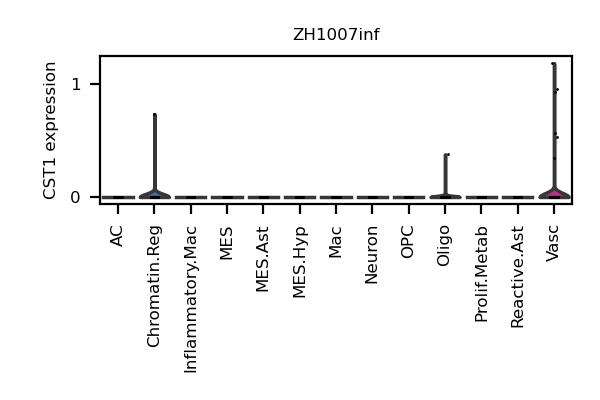 ZH1007inf
CST1 expression
1
0
AC
Chromatin.Reg
Inflammatory.Mac
MES
MES.Ast
MES.Hyp
Mac
Neuron
OPC
Oligo
Prolif.Metab
Reactive.Ast
Vasc